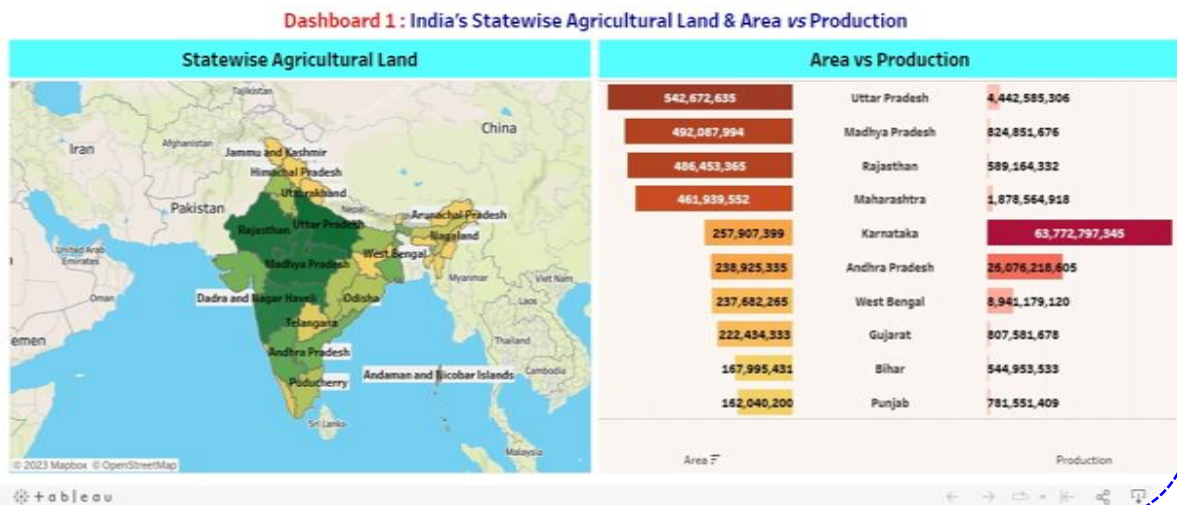 Dashboard 1 : India's Statewise Agricultural Land & Area vs Production
Statewise Agricultural Land
Tajikistan
China
Afghanistan
Iran
Jammu and Kashmir
Himachal Pradesh
Uttarakhand
Pakistan
Nepal
Arunachal Pradesh
Rajasthan
Uttar Pradesh
Nagaland
United Arab
Emirates
West Bengal
Madhya Pradesh
Myanmar
Viet Nam
Oman
Dadra and Nagar Haveli
Odisha
Laos
Telangana
emen
Thailand
Andhra Pradesh
Andaman and Nicobar Islands
Cambodia
Puducherry
Sri Lanka
Malaysia
© 2023 Mapbox © OpenStreetMap
Area vs Production
542,672,635 Uttar Pradesh 4,442,585,306
492,087,994 Madhya Pradesh 824,851,676
486,453,365 Rajasthan 589,164,332
461,939,552 Maharashtra 1,878,564,918
257,907,399 Karnataka 63,772,797,345
238,925,335 Andhra Pradesh 26,076,218,605
237,682,265 West Bengal 8,941,179,120
222,434,333 Gujarat 807,581,678
167,995,431 Bihar 544,953,533
162,040,200 Punjab 781,551,409
Area Production
+ableau